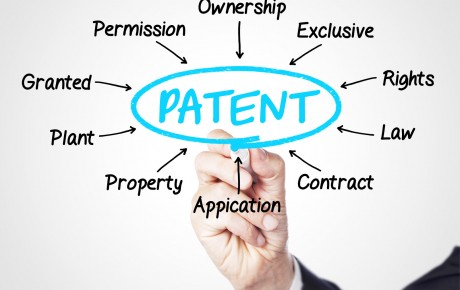 Ownership
Permission
Exclusive
Granted
Rights
PATENT
Plant
Law
Property
Contract
Appication